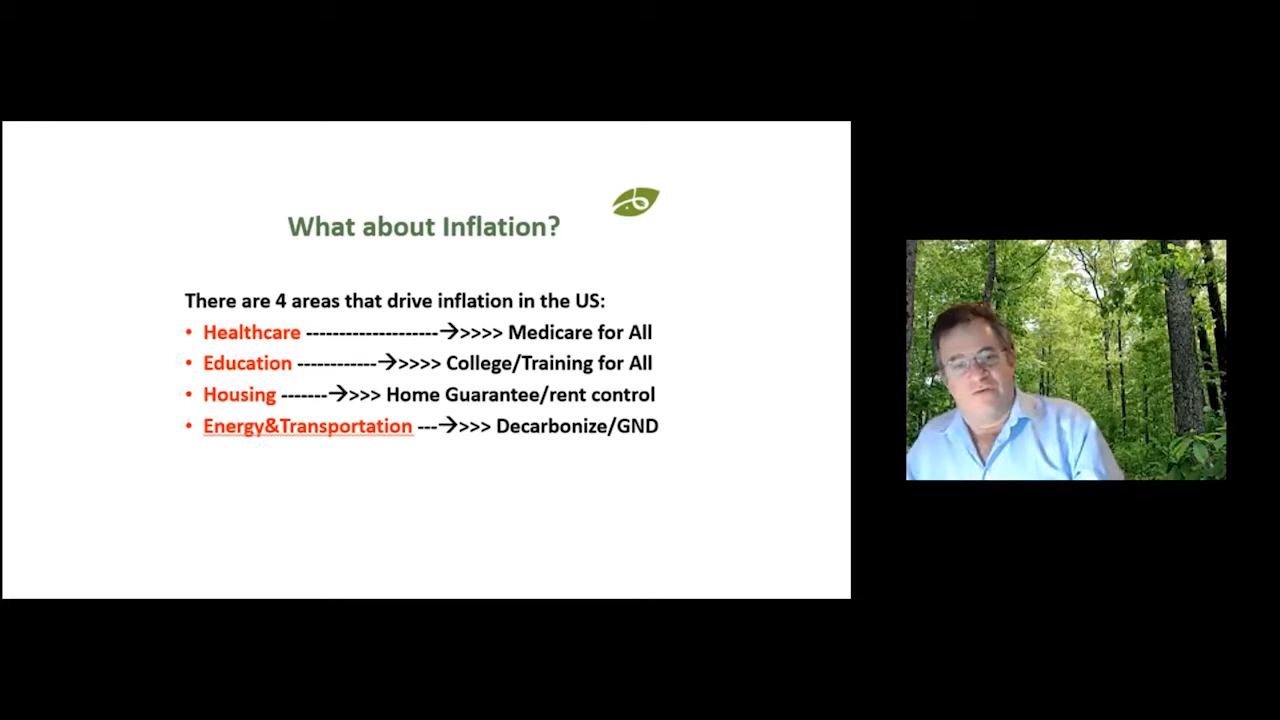 What about Inflation?
There are 4 areas that drive inflation in the US:
• Healthcare --------------------→>>>> Medicare for All
• Education ------------→>>>> College/Training for All
• Housing -------→>>> Home Guarantee/rent control
• Energy&Transportation ---→>>> Decarbonize/GND